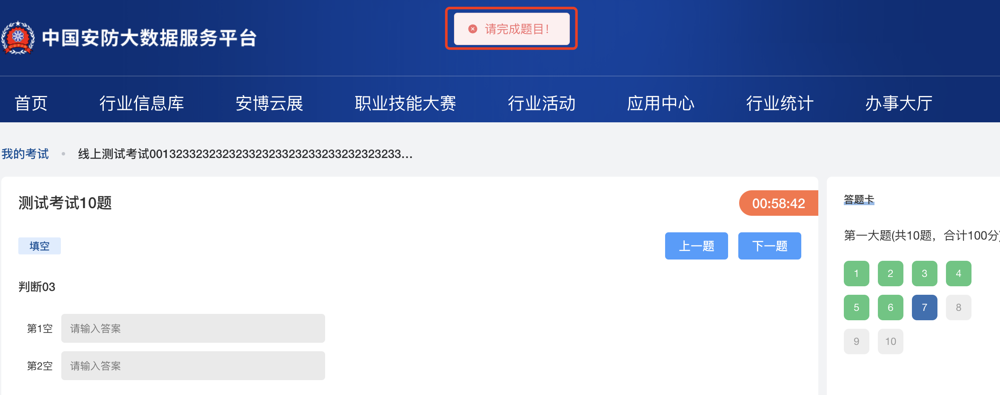 中国安防大数据服务平台
请完成题目!
首页 行业信息库 安博云展 职业技能大赛 行业活动 应用中心 行业统计 办事大厅
我的考试 • 线上测试考试0013233232323233232332323323323232323233...
测试考试10题
00:58:42
填空
上一题 下一题
判断03
第1空 请输入答案
第2空 请输入答案
答题卡
第一大题(共10题，合计100分)
1 2 3 4
5 6 7 8
9 10